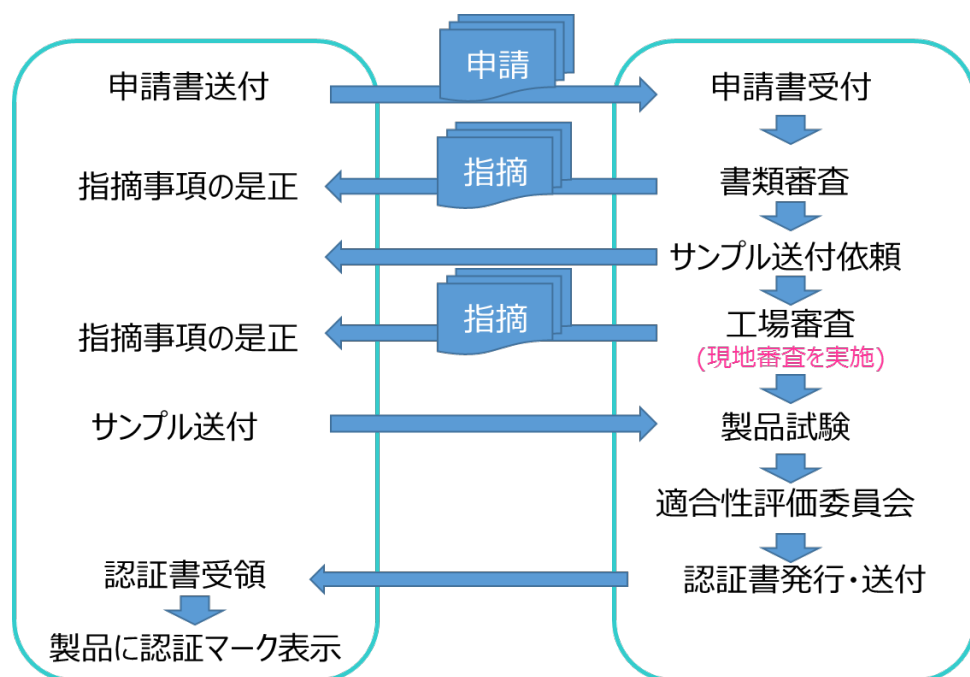 申請書送付
申請
申請書受付
指摘事項の是正
指摘
書類審査
サンプル送付依頼
指摘事項の是正
指摘
工場審査
(現地審査を実施)
サンプル送付
製品試験
適合性評価委員会
認証書受領
認証書発行・送付
製品に認証マーク表示